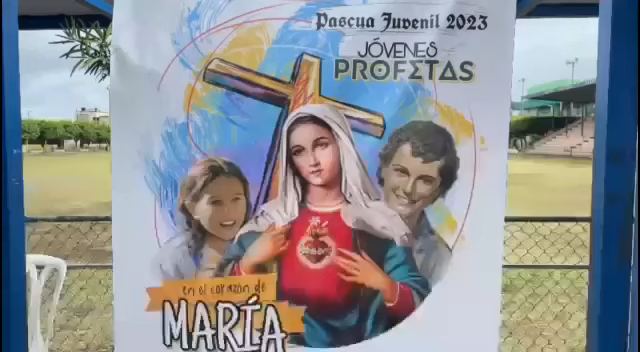 Pascua Juvenil 2023
JÓVENES
PROFETAS
en el corazón de
MARÍA